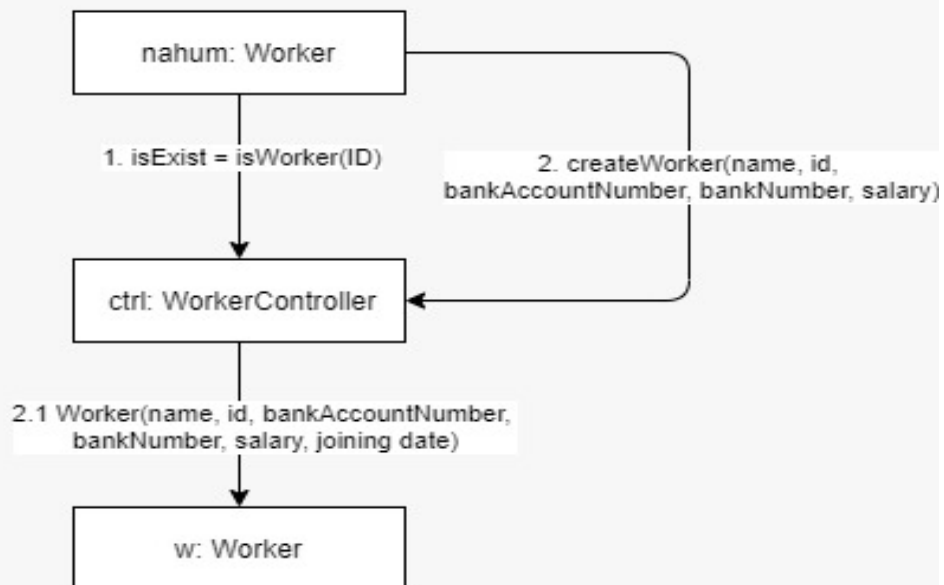 nahum: Worker
1. isExist = isWorker(ID)
2. createWorker(name, id,
bankAccountNumber, bankNumber, salary)
ctrl: WorkerController
2.1 Worker(name, id, bankAccountNumber,
bankNumber, salary, joining date)
w: Worker